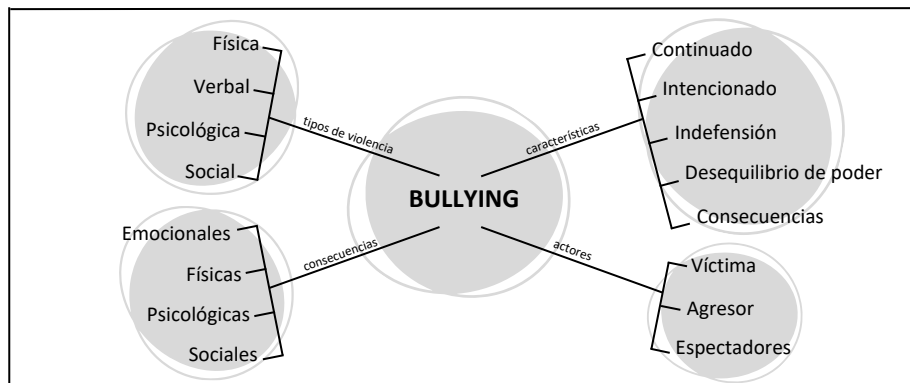 Física
Verbal
Psicológica
Social
tipos de violencia
Continuado
Intencionado
Indefensión
Desequilibrio de poder
Consecuencias
características
BULLYING
Emocionales
Físicas
Psicológicas
Sociales
consecuencias
actores
Víctima
Agresor
Espectadores